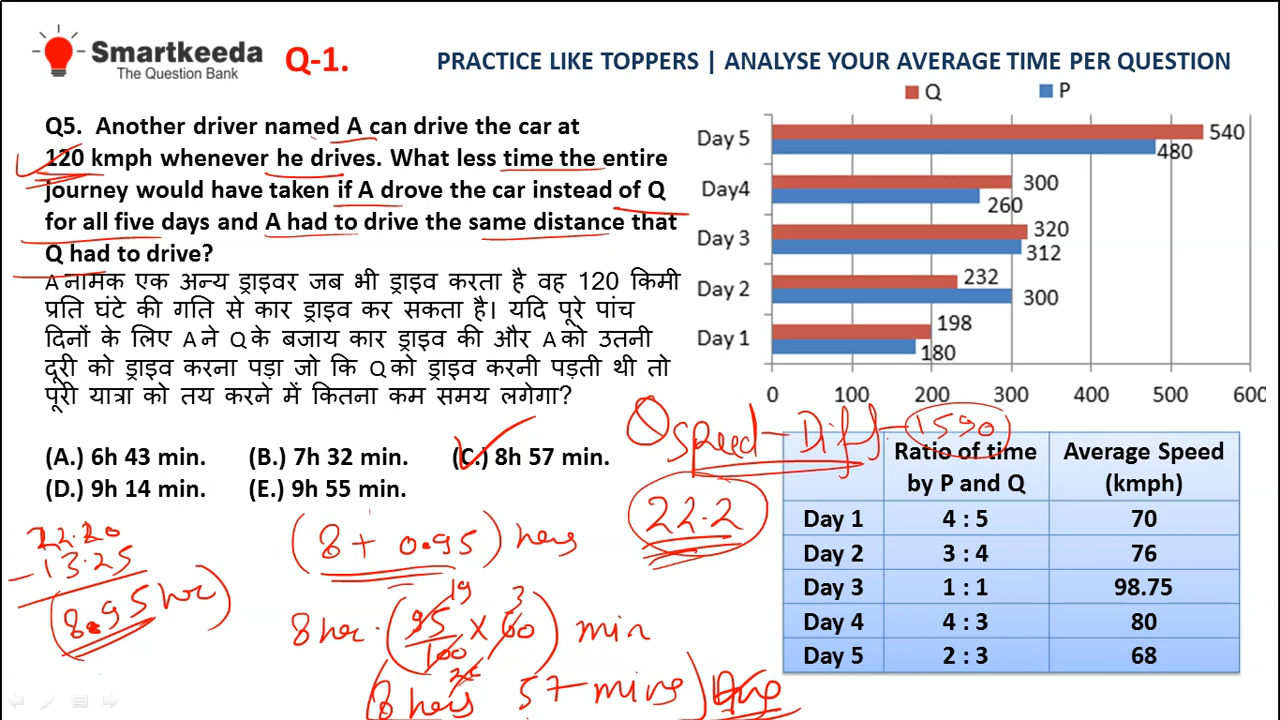 Smartkeeda
The Question Bank
Q-1.
PRACTICE LIKE TOPPERS | ANALYSE YOUR AVERAGE TIME PER QUESTION
Q5. Another driver named A can drive the car at
120 kmph whenever he drives. What less time the entire
journey would have taken if A drove the car instead of Q
for all five days and A had to drive the same distance that
Q had to drive?
A नामक एक अन्य ड्राइवर जब भी ड्राइव करता है वह 120 किमी
प्रति घंटे की गति से कार ड्राइव कर सकता है। यदि पूरे पांच
दिनों के लिए A ने Q के बजाय कार ड्राइव की और A को उतनी
दूरी को ड्राइव करना पड़ा जो कि Q को ड्राइव करनी पड़ती थी तो
पूरी यात्रा को तय करने में कितना कम समय लगेगा?
(A.) 6h 43 min. (B.) 7h 32 min. (C.) 8h 57 min.
(D.) 9h 14 min. (E.) 9h 55 min.
Q P
Day 5 540
480
Day4 300
260
Day 3 320
312
Day 2 232
300
Day 1 198
180
0 100 200 300 400 500 600
Ratio of time by P and Q Average Speed (kmph)
Day 1 4 : 5 70
Day 2 3 : 4 76
Day 3 1 : 1 98.75
Day 4 4 : 3 80
Day 5 2 : 3 68
Q speed - Diff - 1590
22.2
22.20
- 13.25
8.95 hr
(8 + 0.95) hers
8 her. (95/100 × 60) min
19 3
8 hers 57 mins Ans